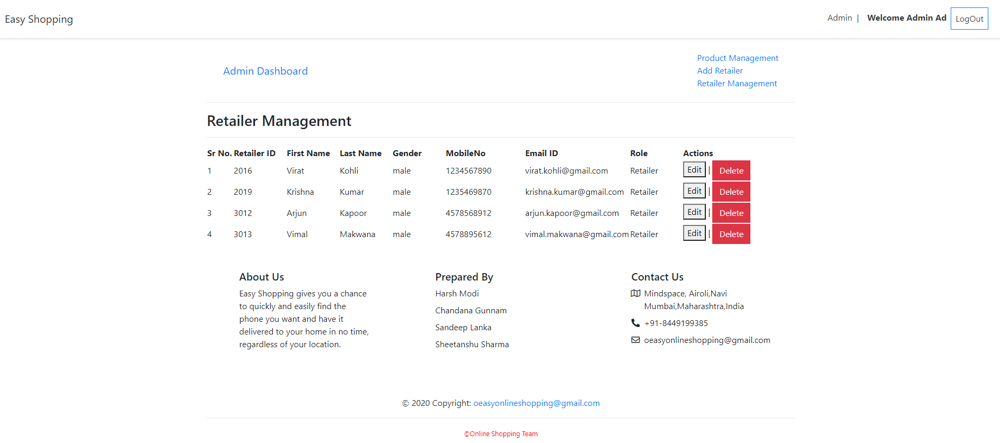 Easy Shopping
Admin | Welcome Admin Ad LogOut
Admin Dashboard
Product Management
Add Retailer
Retailer Management
Retailer Management
Sr No. Retailer ID First Name Last Name Gender MobileNo Email ID Role Actions
1 2016 Virat Kohli male 1234567890 virat.kohli@gmail.com Retailer Edit | Delete
2 2019 Krishna Kumar male 1235469870 krishna.kumar@gmail.com Retailer Edit | Delete
3 3012 Arjun Kapoor male 4578568912 arjun.kapoor@gmail.com Retailer Edit | Delete
4 3013 Vimal Makwana male 4578895612 vimal.makwana@gmail.com Retailer Edit | Delete
About Us
Easy Shopping gives you a chance
to quickly and easily find the
phone you want and have it
delivered to your home in no time,
regardless of your location.
Prepared By
Harsh Modi
Chandana Gunnam
Sandeep Lanka
Sheetanshu Sharma
Contact Us
Mindspace, Airoli,Navi
Mumbai,Maharashtra,India
+91-8449199385
oeasyonlineshopping@gmail.com
© 2020 Copyright: oeasyonlineshopping@gmail.com
©Online Shopping Team